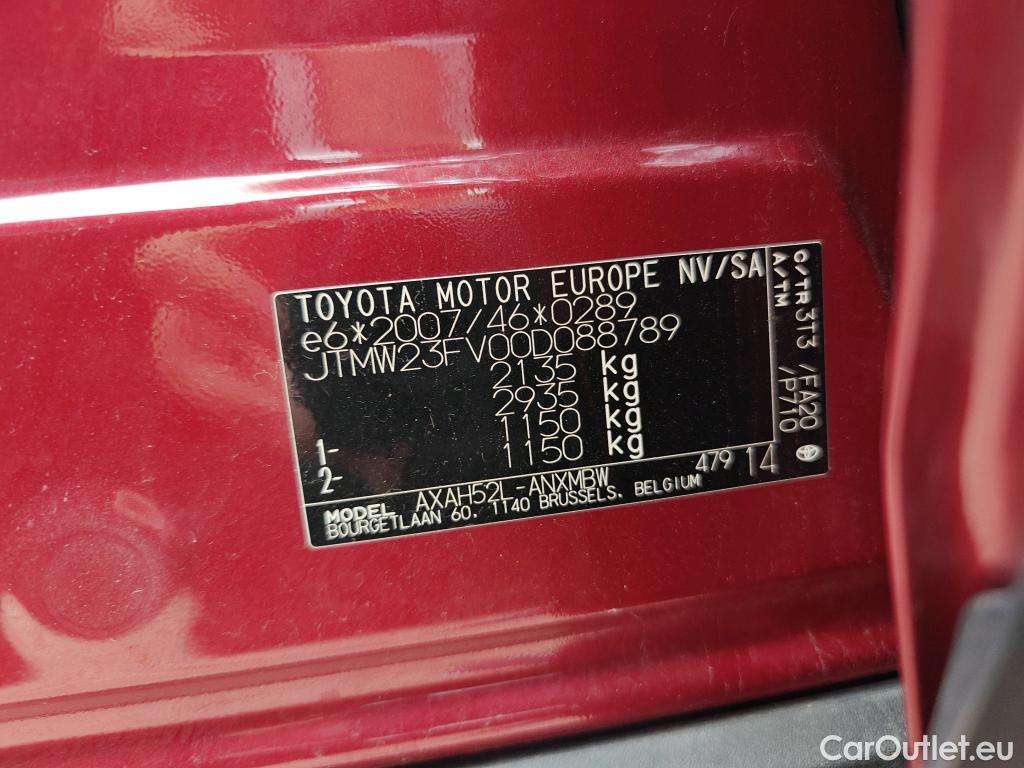 TOYOTA MOTOR EUROPE NV/SA
e6*2007/46*0289
JTMW23FV00D088789
2135 kg
2935 kg
1- 1150 kg
2- 1150 kg
MODEL AXAH52L-ANXMBW
479 14
BOURGETLAAN 60, 1140 BRUSSELS, BELGIUM
C/TR 3T3 /FA20
A/TM /P710
CarOutlet.eu